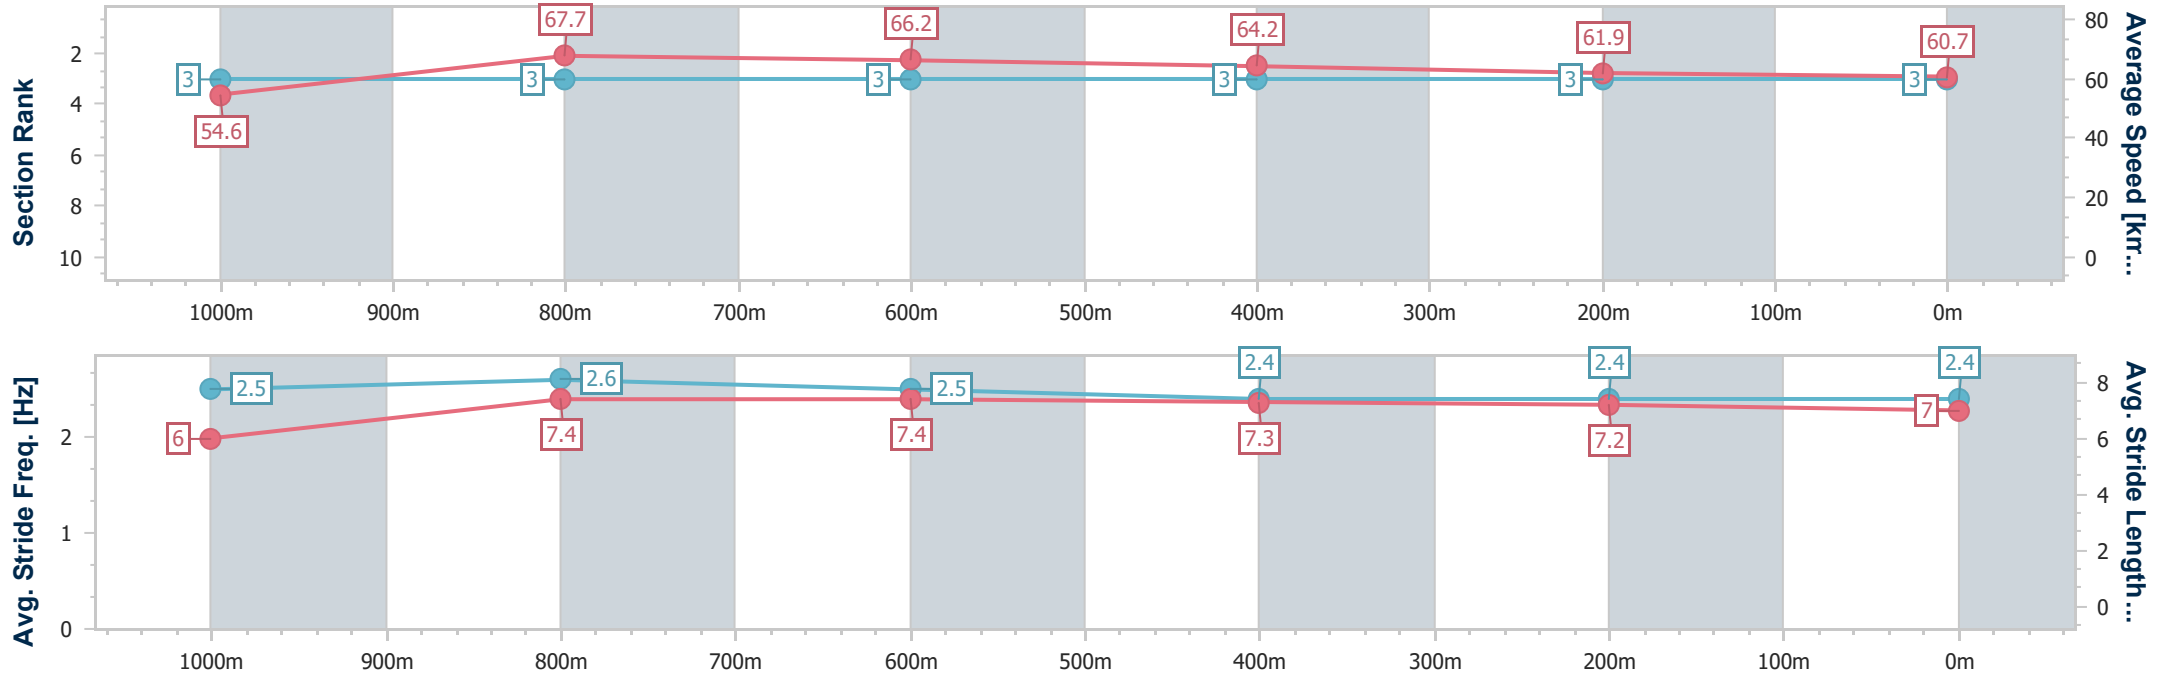 Section Rank
2
4
6
8
10
3
3
3
3
3
3
54.6
67.7
66.2
64.2
61.9
60.7
80
60
40
20
0
Average Speed [km...
1000m
900m
800m
700m
600m
500m
400m
300m
200m
100m
0m
Avg. Stride Freq. [Hz]
2
1
0
2.5
2.6
2.5
2.4
2.4
2.4
6
7.4
7.4
7.3
7.2
7
8
6
4
2
0
Avg. Stride Length...
1000m
900m
800m
700m
600m
500m
400m
300m
200m
100m
0m